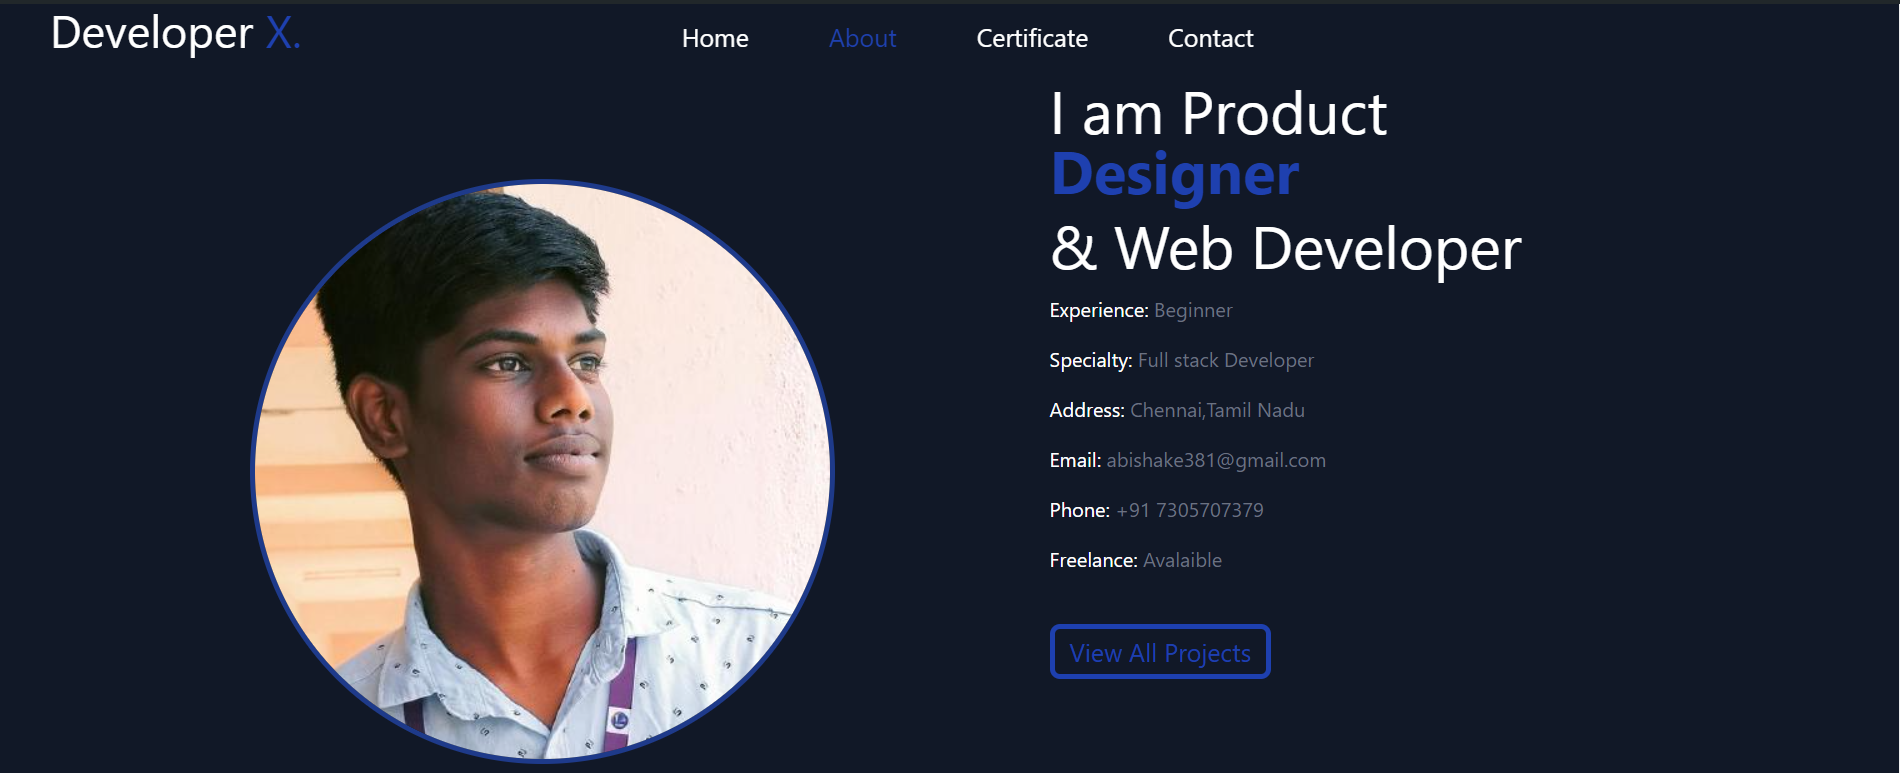 Developer X.
Home About Certificate Contact
I am Product
Designer
& Web Developer
Experience: Beginner
Specialty: Full stack Developer
Address: Chennai,Tamil Nadu
Email: abishake381@gmail.com
Phone: +91 7305707379
Freelance: Avalaible
View All Projects